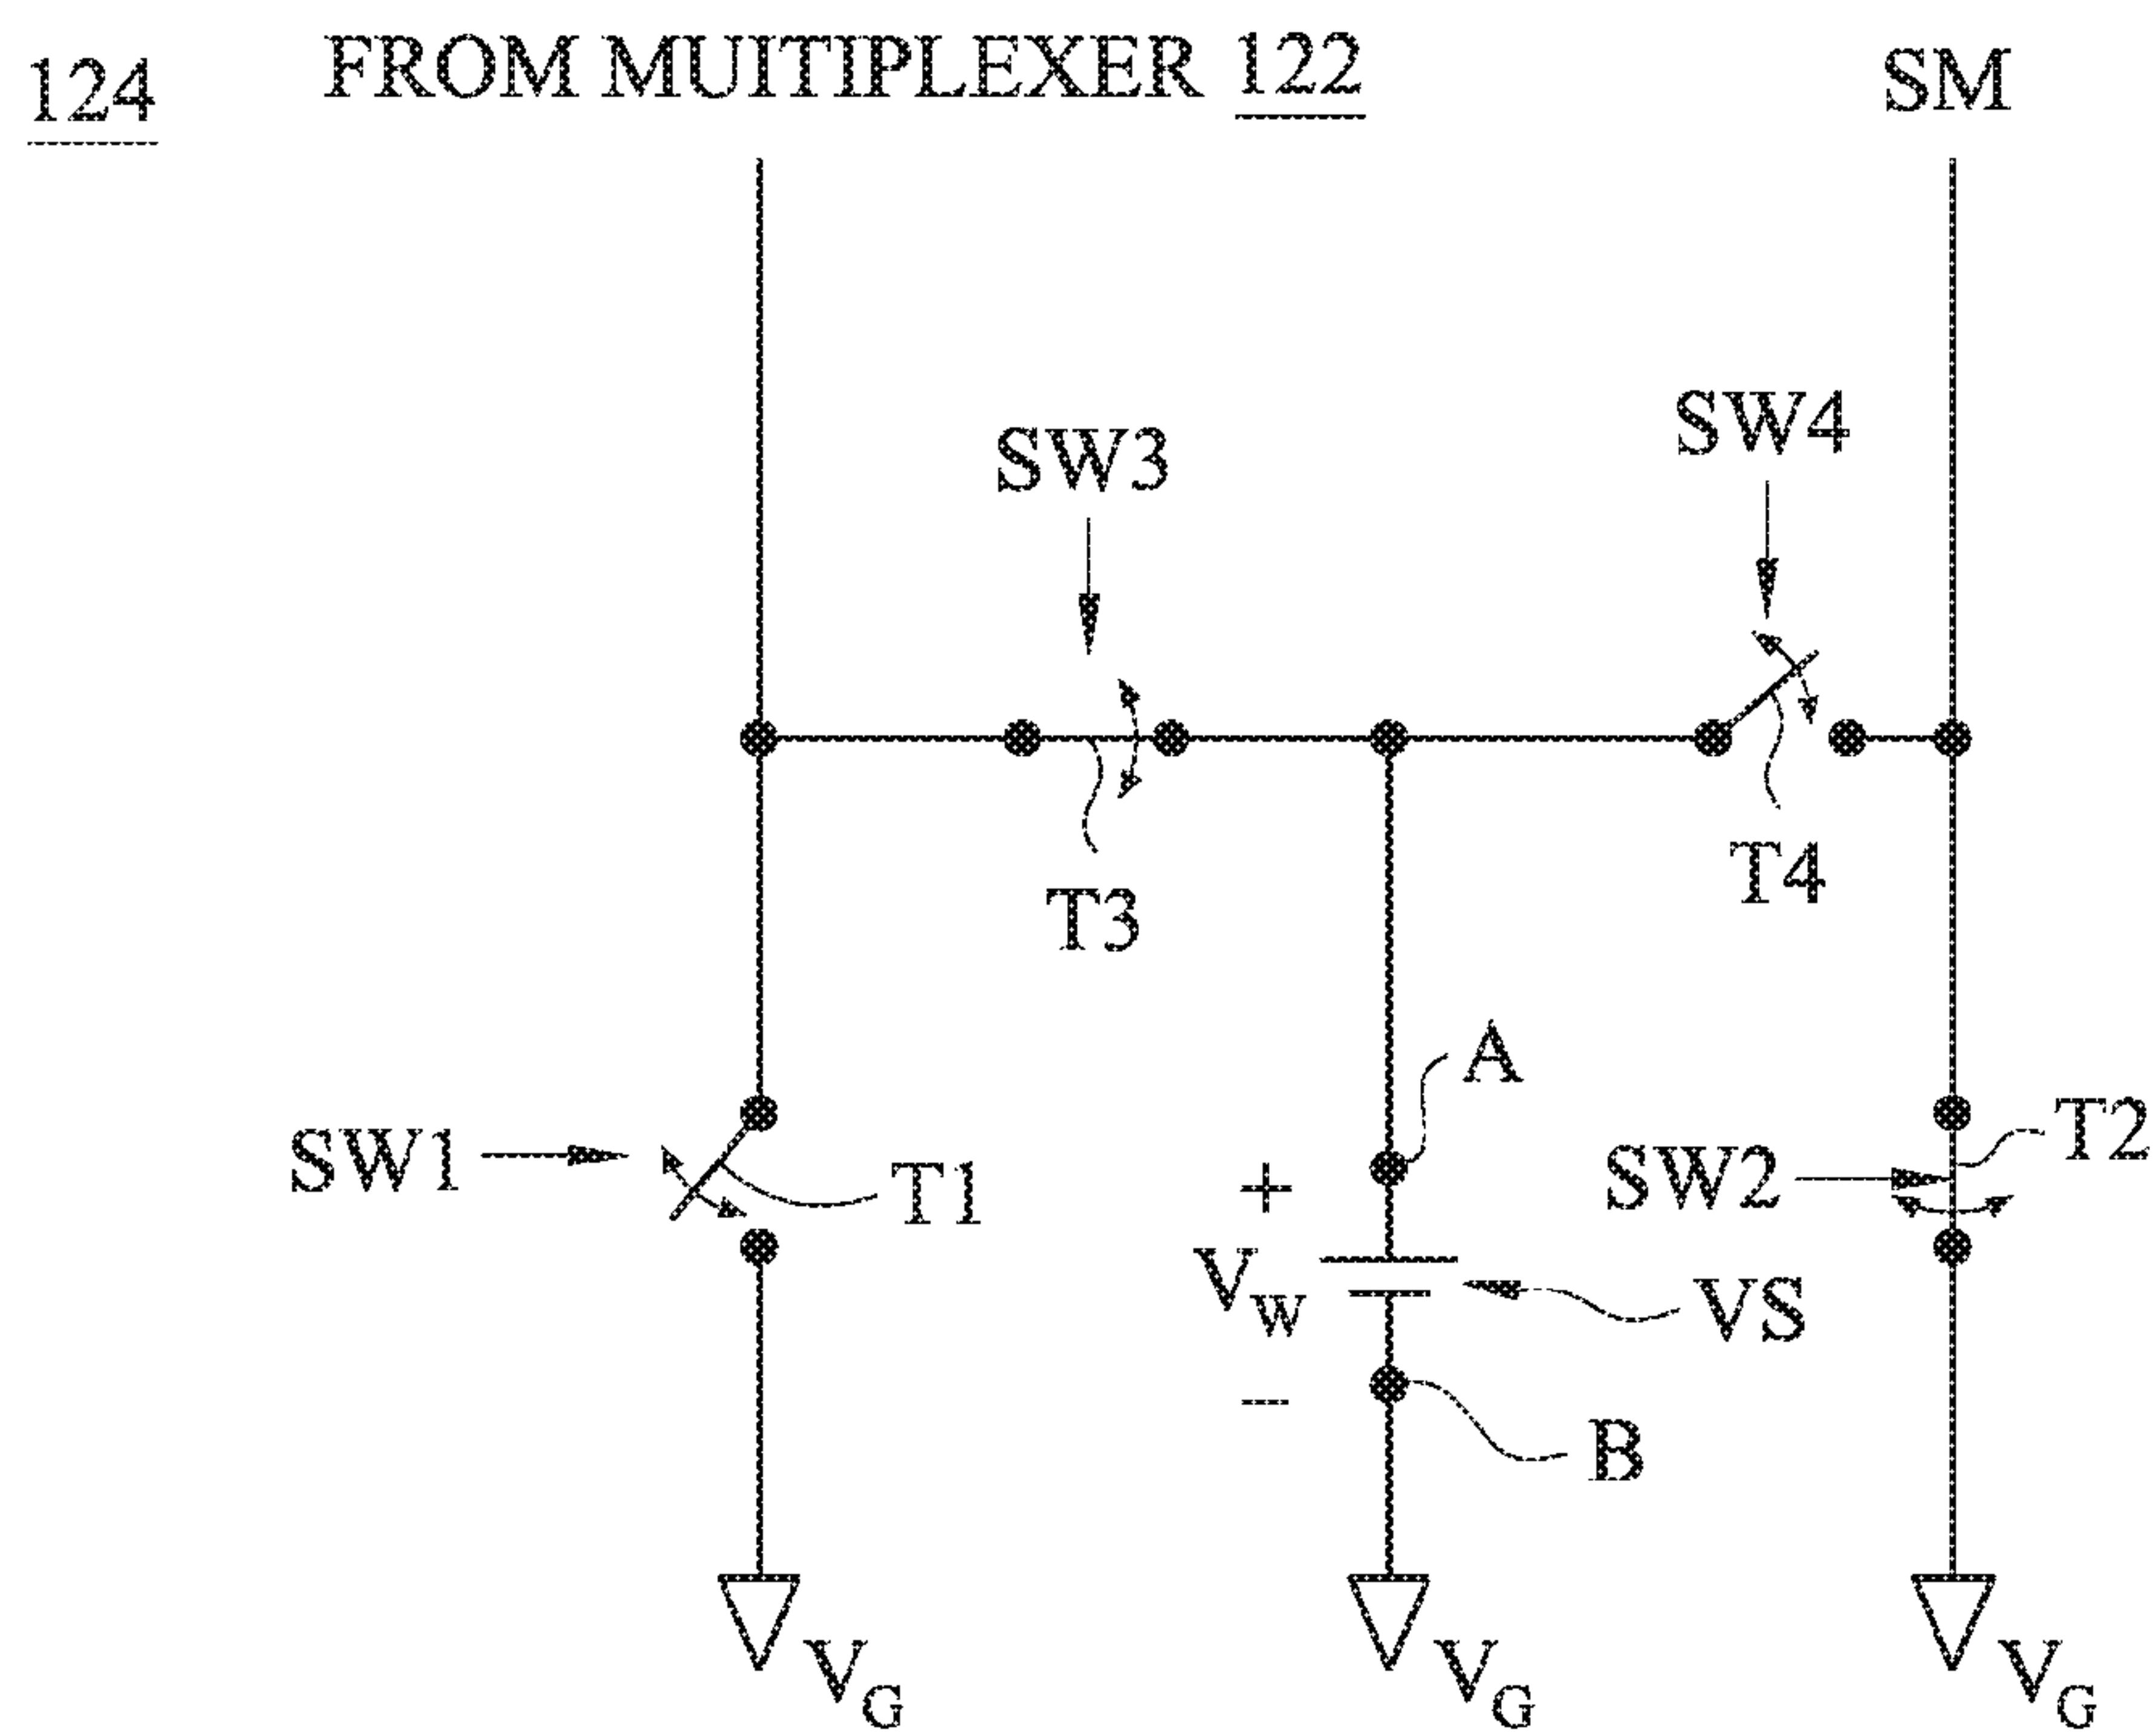 124
FROM MUITIPLEXER 122
SM
SW3
SW4
T3
T4
A
SW1
T1
+
V_W
−
VS
SW2
T2
B
V_G
V_G
V_G